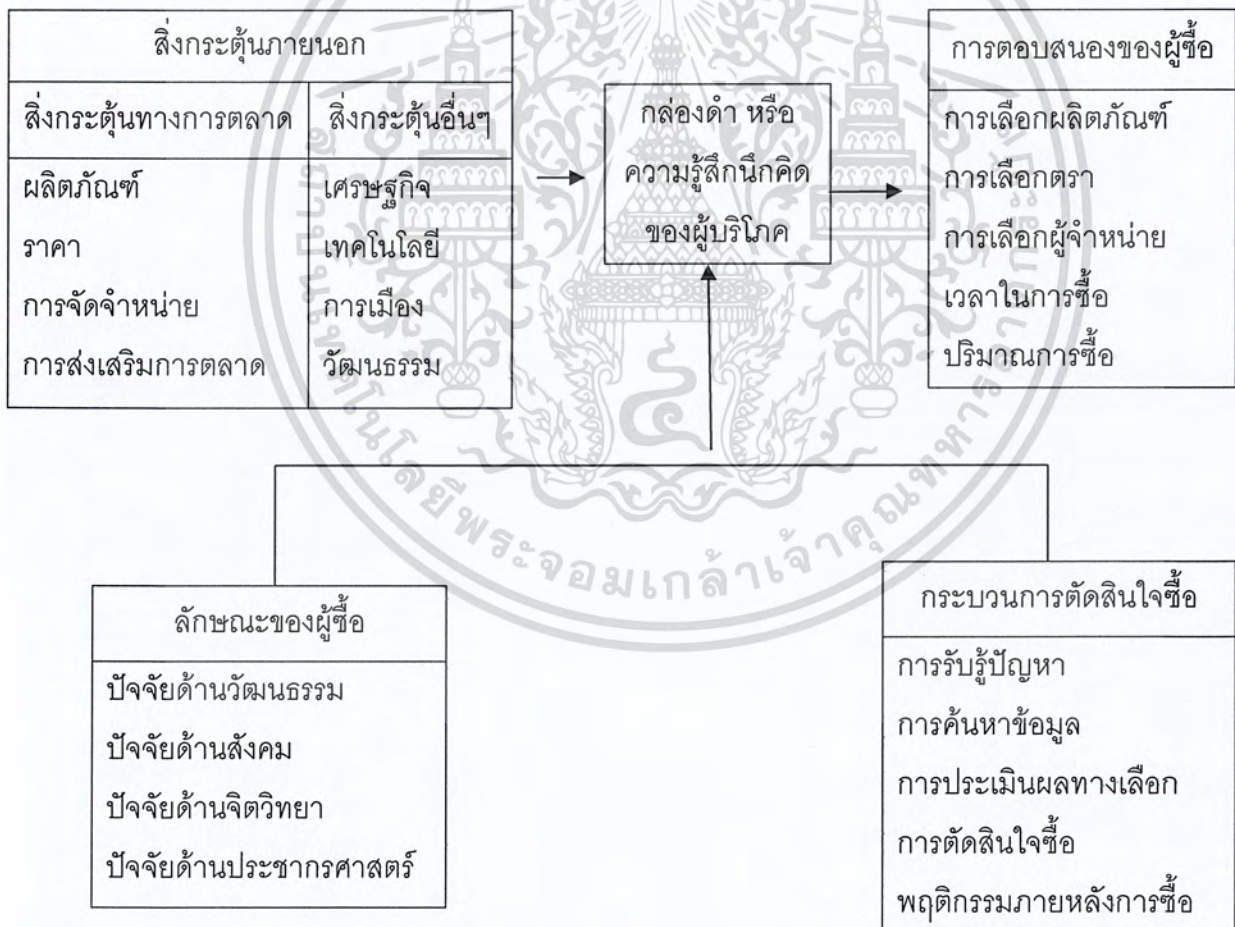 สิ่งกระตุ้นภายนอก
สิ่งกระตุ้นทางการตลาด
สิ่งกระตุ้นอื่นๆ
ผลิตภัณฑ์
เศรษฐกิจ
ราคา
เทคโนโลยี
การจัดจำหน่าย
การเมือง
การส่งเสริมการตลาด
วัฒนธรรม
กล่องดำ หรือ
ความรู้สึกนึกคิด
ของผู้บริโภค
การตอบสนองของผู้ซื้อ
การเลือกผลิตภัณฑ์
การเลือกตรา
การเลือกผู้จำหน่าย
เวลาในการซื้อ
ปริมาณการซื้อ
ลักษณะของผู้ซื้อ
ปัจจัยด้านวัฒนธรรม
ปัจจัยด้านสังคม
ปัจจัยด้านจิตวิทยา
ปัจจัยด้านประชากรศาสตร์
กระบวนการตัดสินใจซื้อ
การรับรู้ปัญหา
การค้นหาข้อมูล
การประเมินผลทางเลือก
การตัดสินใจซื้อ
พฤติกรรมภายหลังการซื้อ
พระจอมเกล้าเจ้าคุณทหาร